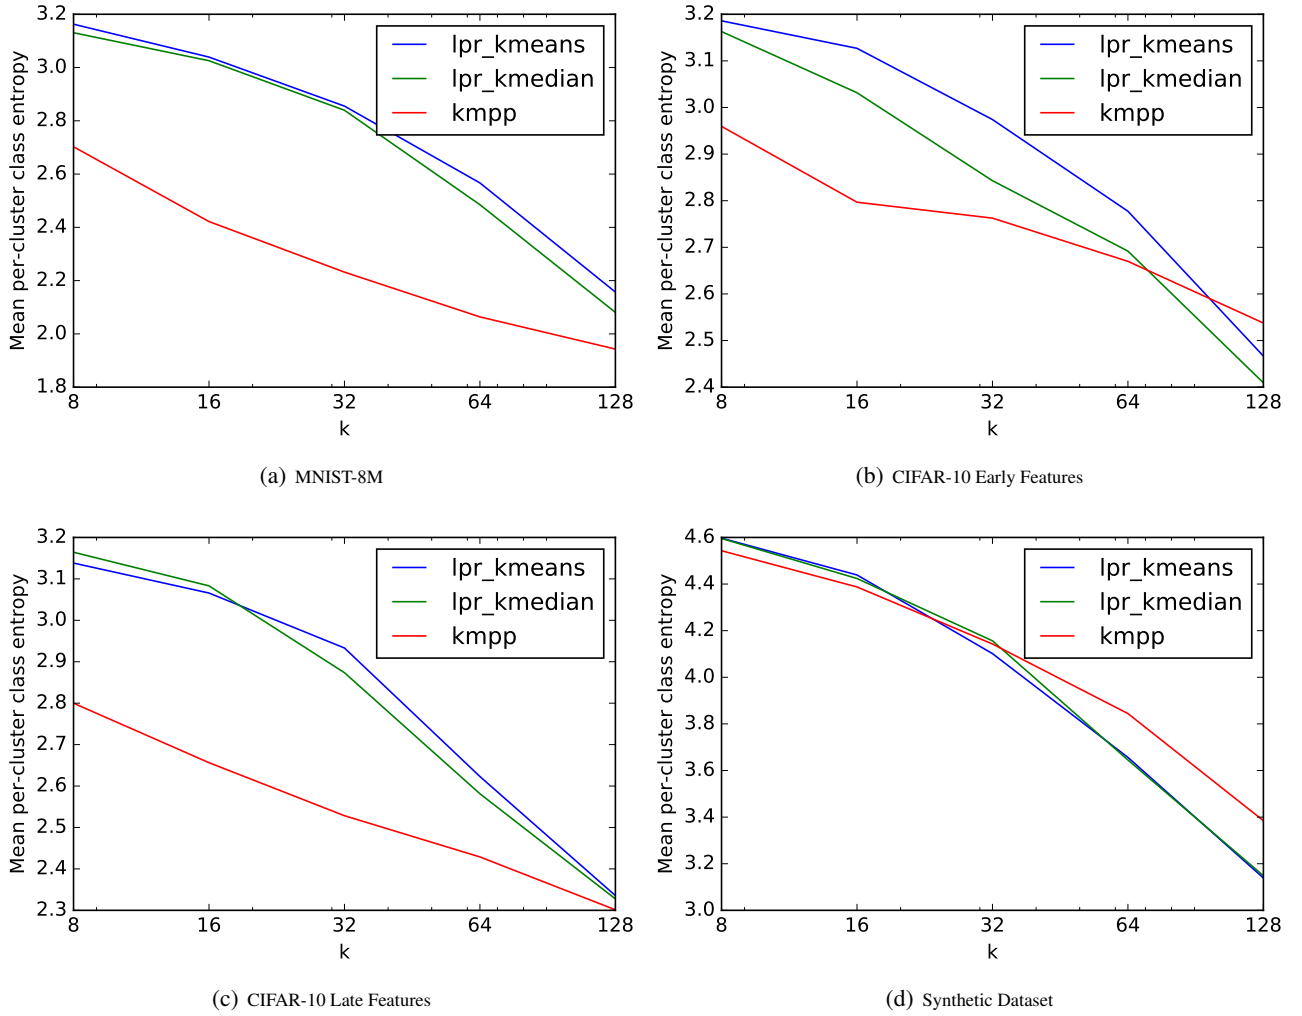 3.2
3.0
2.8
2.6
2.4
2.2
2.0
1.8
Mean per-cluster class entropy
lpr_kmeans
lpr_kmedian
kmpp
8 16 32 64 128
k
(a) MNIST-8M
3.2
3.1
3.0
2.9
2.8
2.7
2.6
2.5
2.4
Mean per-cluster class entropy
lpr_kmeans
lpr_kmedian
kmpp
8 16 32 64 128
k
(b) CIFAR-10 Early Features
3.2
3.1
3.0
2.9
2.8
2.7
2.6
2.5
2.4
2.3
Mean per-cluster class entropy
lpr_kmeans
lpr_kmedian
kmpp
8 16 32 64 128
k
(c) CIFAR-10 Late Features
4.6
4.4
4.2
4.0
3.8
3.6
3.4
3.2
3.0
Mean per-cluster class entropy
lpr_kmeans
lpr_kmedian
kmpp
8 16 32 64 128
k
(d) Synthetic Dataset